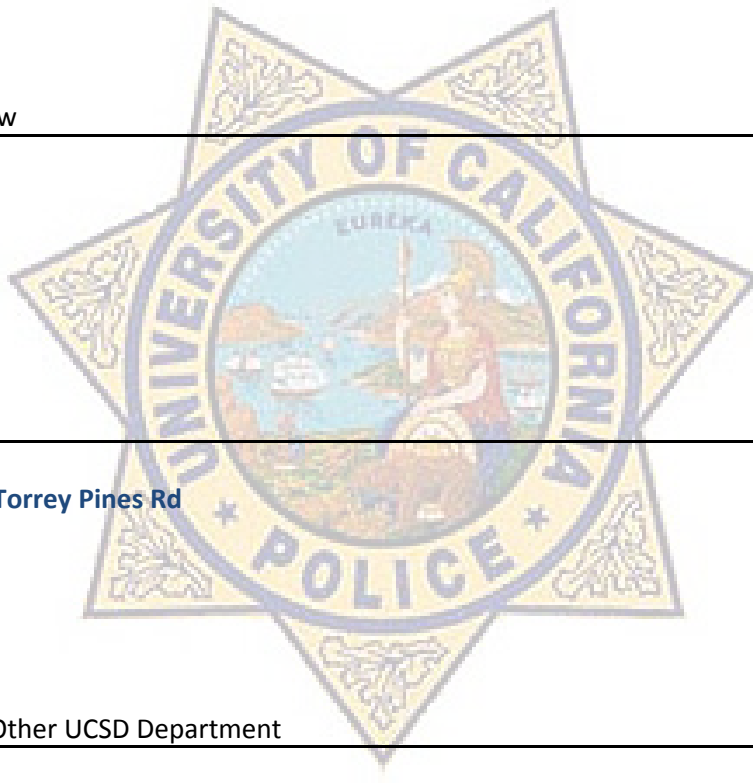 w
UNIVERSITY OF CALIFORNIA
EUREKA
Torrey Pines Rd
POLICE
Other UCSD Department